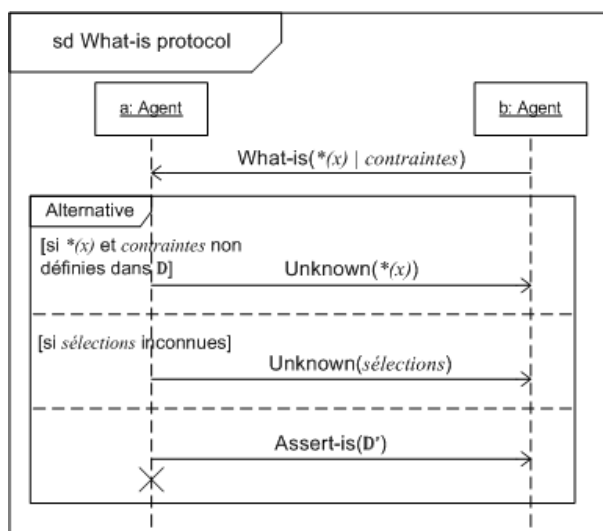 sd What-is protocol
a: Agent
b: Agent
What-is(*(x) | contraintes)
Alternative
[si *(x) et contraintes non
définies dans D]
Unknown(*(x))
[si sélections inconnues]
Unknown(sélections)
Assert-is(D')